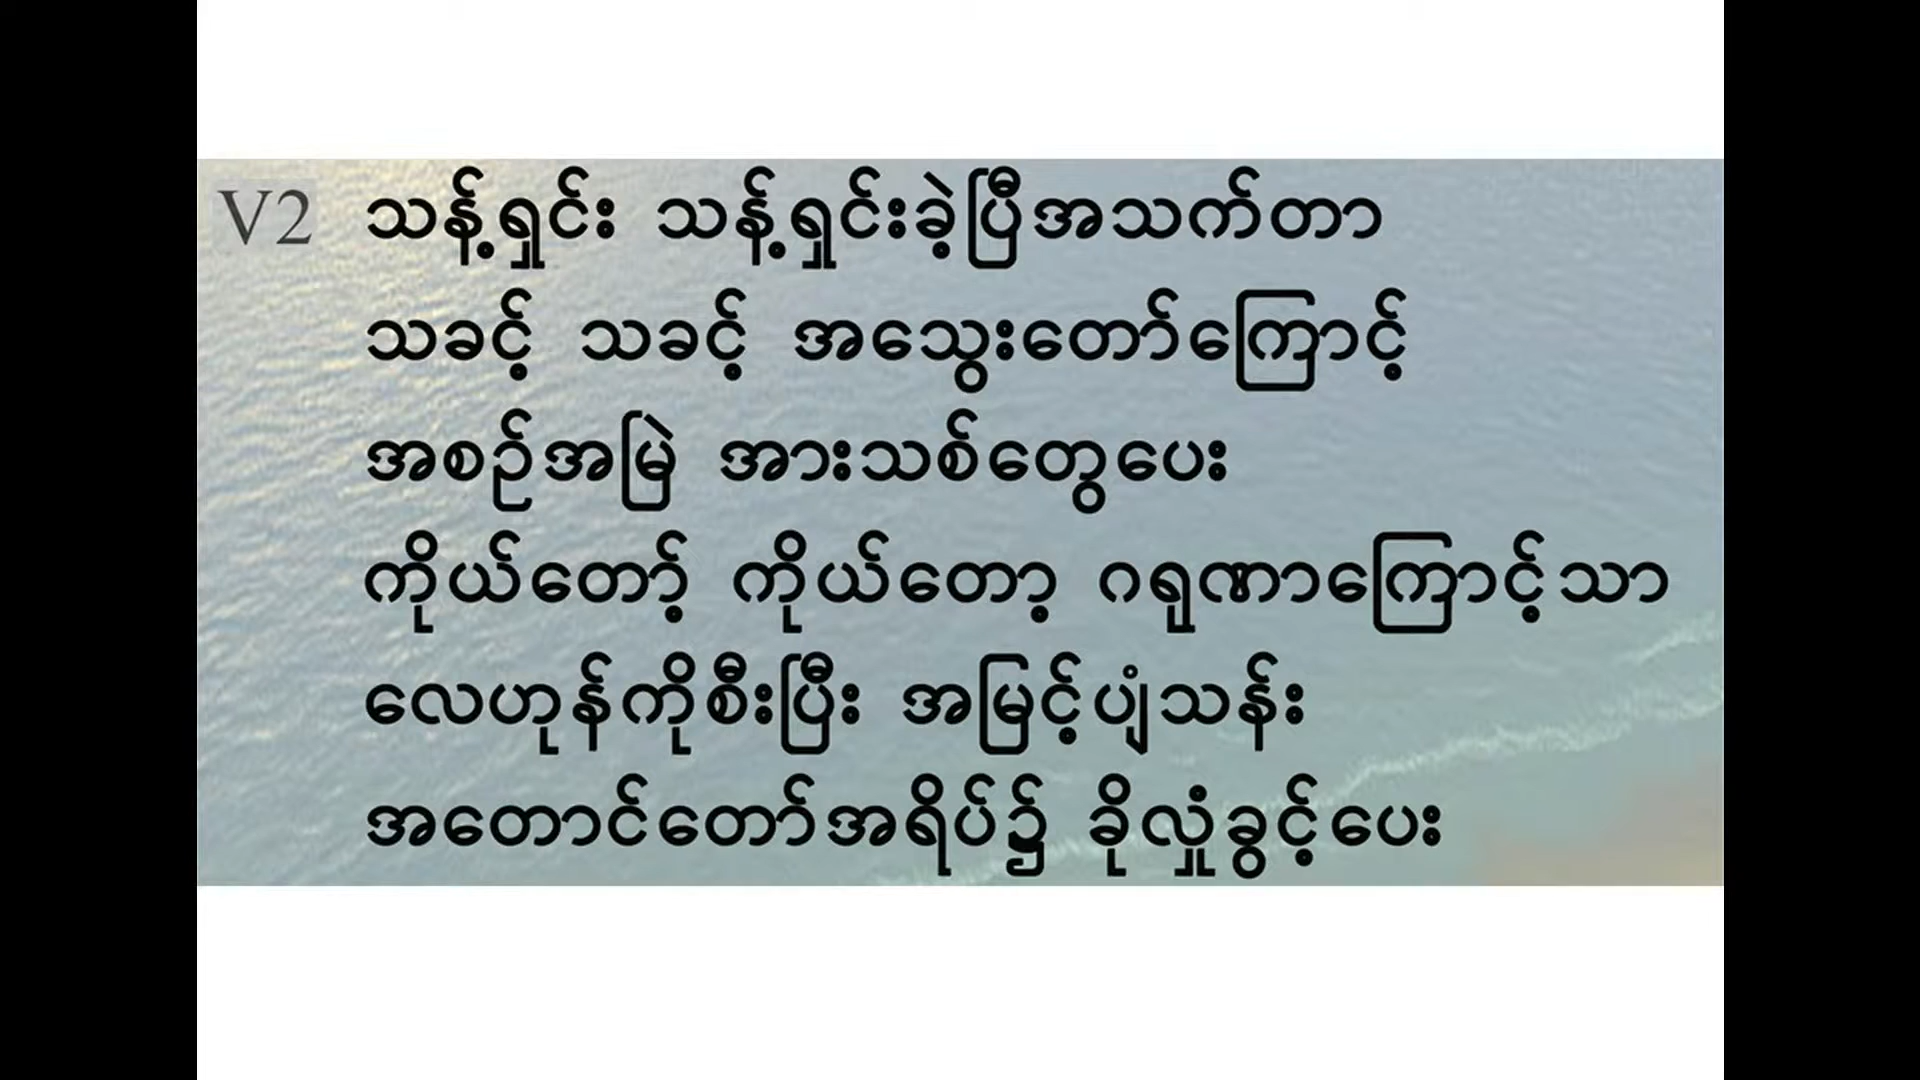 V2 သန့်ရှင်း သန့်ရှင်းခဲ့ပြီအသက်တာ
သခင့် သခင့် အသွေးတော်ကြောင့်
အစဉ်အမြဲ အားသစ်တွေပေး
ကိုယ်တော့် ကိုယ်တော့ ဂရုဏာကြောင့်သာ
လေဟုန်ကိုစီးပြီး အမြင့်ပျံသန်း
အတောင်တော်အရိပ်၌ ခိုလှုံခွင့်ပေး